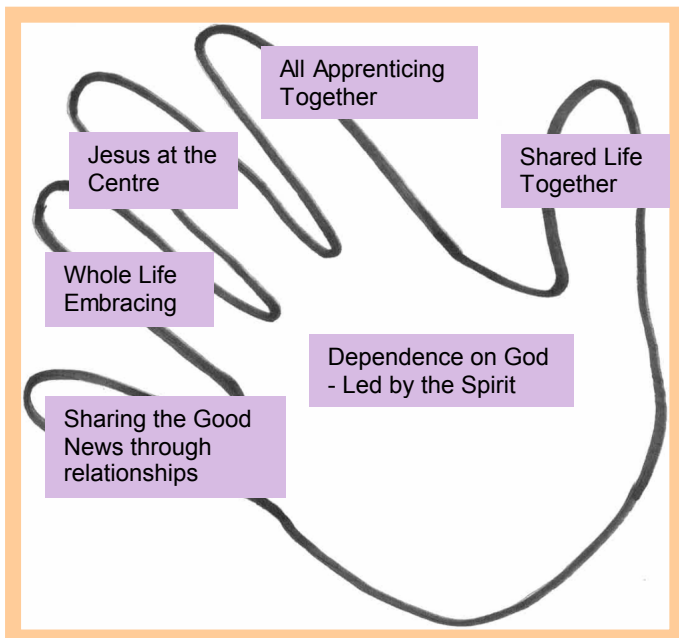 All Apprenticing
Together
Jesus at the
Centre
Shared Life
Together
Whole Life
Embracing
Dependence on God
- Led by the Spirit
Sharing the Good
News through
relationships